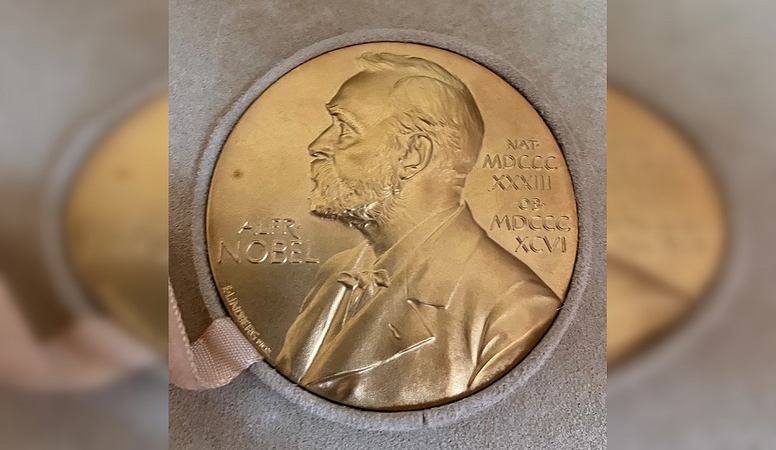 ALFR·
NOBEL
NAT·
MDCCC
XXXIII
OB·
MDCCC
XCVI